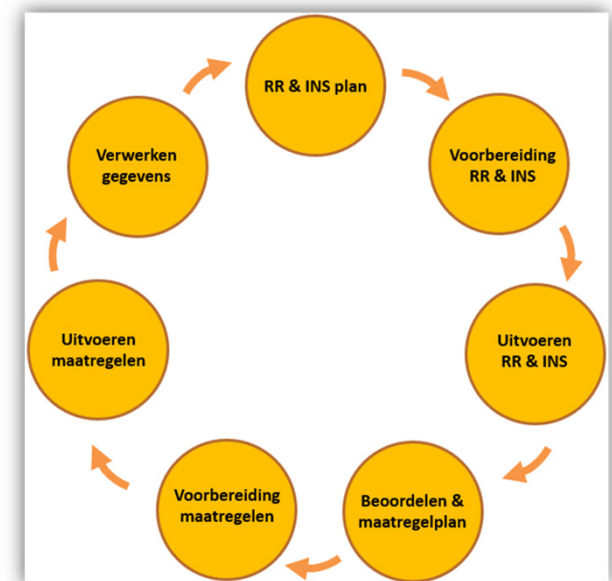 RR & INS plan
Voorbereiding
RR & INS
Uitvoeren
RR & INS
Beoordelen &
maatregelplan
Voorbereiding
maatregelen
Uitvoeren
maatregelen
Verwerken
gegevens